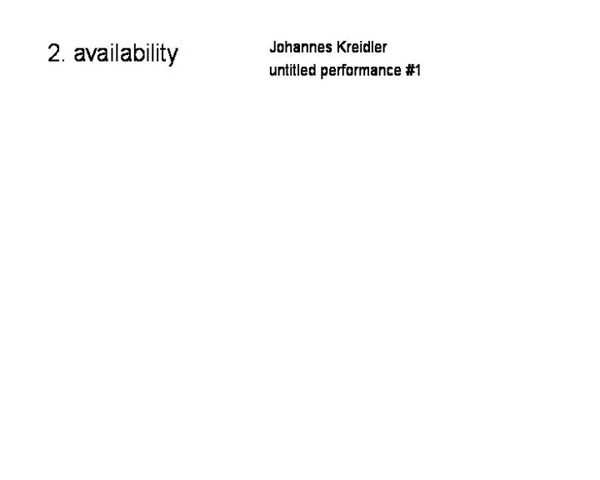 2. availability
Johannes Kreidler
untitled performance #1